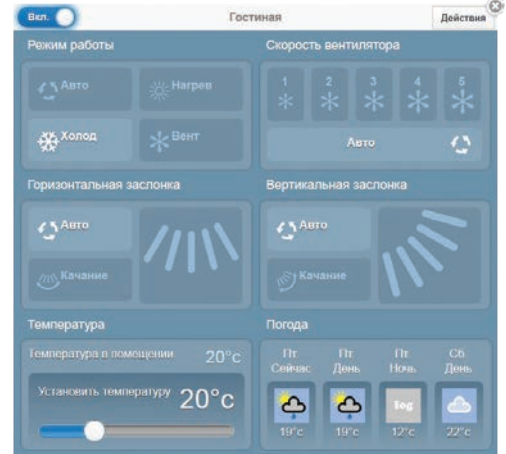 Вкл.
Гостиная
Действия
Режим работы
Авто
Нагрев
Холод
Вент
Скорость вентилятора
1 2 3 4 5
Авто
Горизонтальная заслонка
Авто
Качание
Вертикальная заслонка
Авто
Качание
Температура
Температура в помещении 20°c
Установить температуру 20°c
Погода
Пт Пт Пт Сб
Сейчас День Ночь День
fog
19°c 19°c 12°c 22°c